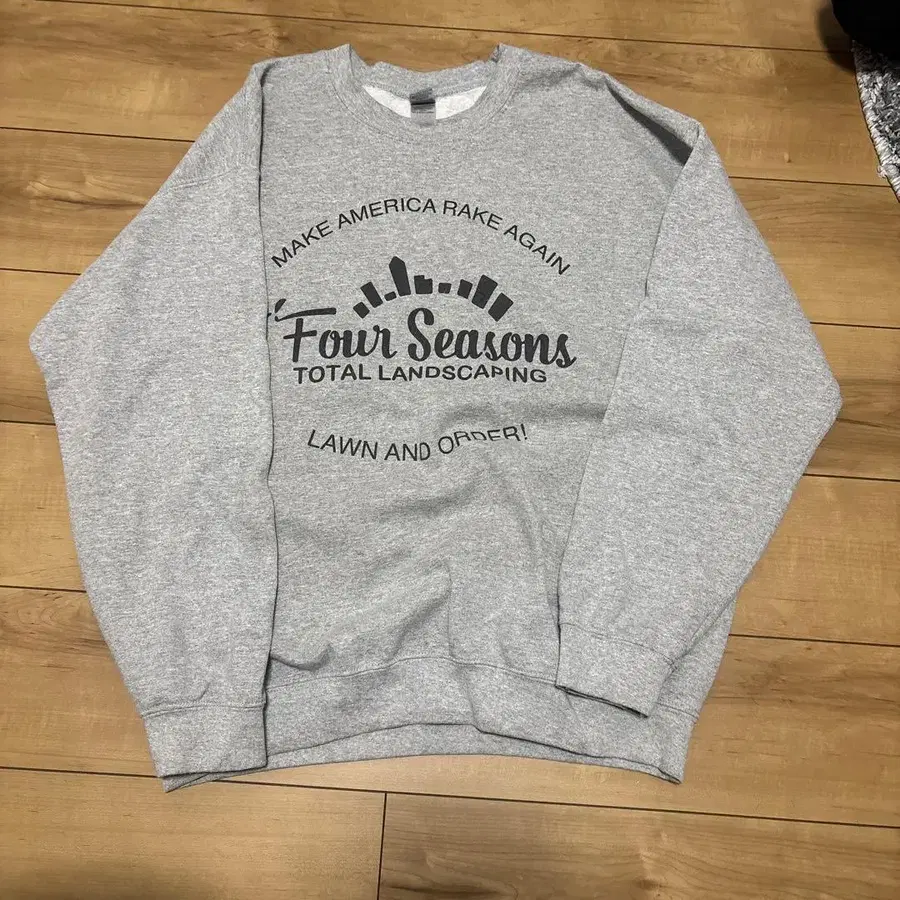 MAKE AMERICA RAKE AGAIN
Four Seasons
TOTAL LANDSCAPING
LAWN AND ORDER!